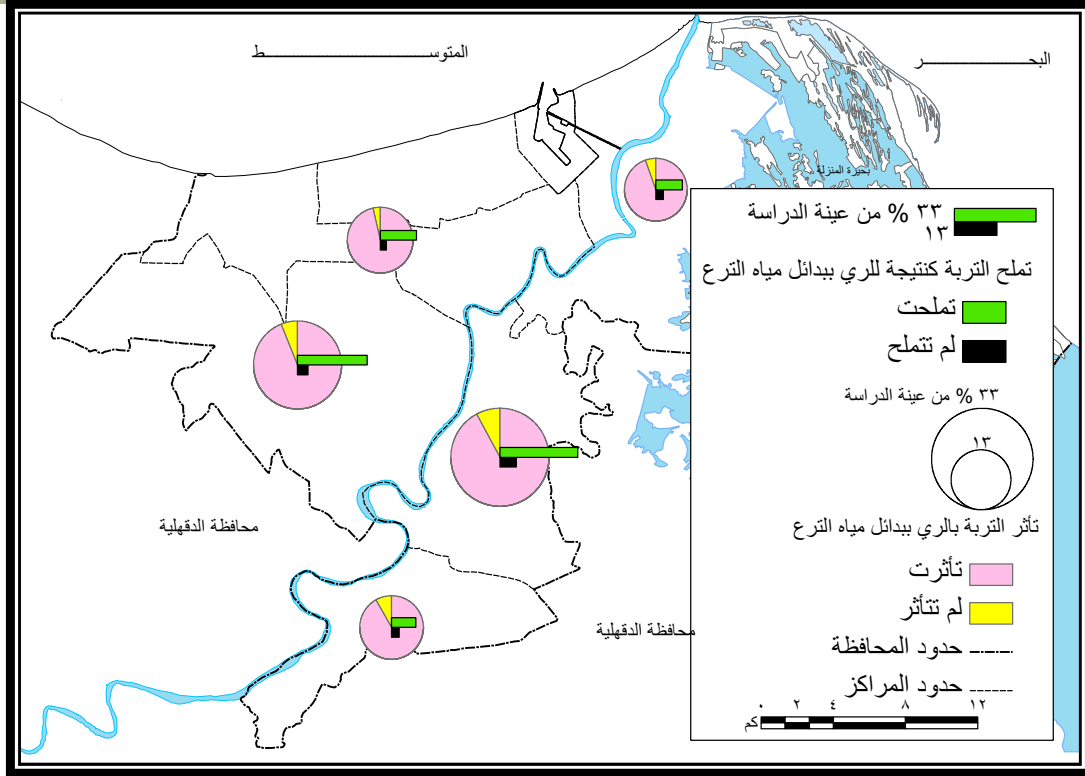 البحـــــــــر
المتوســـــــــــــــط
بحيرة المنزلة
٣٣ % من عينة الدراسة
١٣
تملح التربة كنتيجة للري ببدائل مياه الترع
تملحت
لم تتملح
٣٣ % من عينة الدراسة
١٣
تأثر التربة بالري ببدائل مياه الترع
تأثرت
لم تتأثر
حدود المحافظة
حدود المراكز
٠ ٢ ٤ ٨ ١٢
كم
محافظة الدقهلية
محافظة الدقهلية